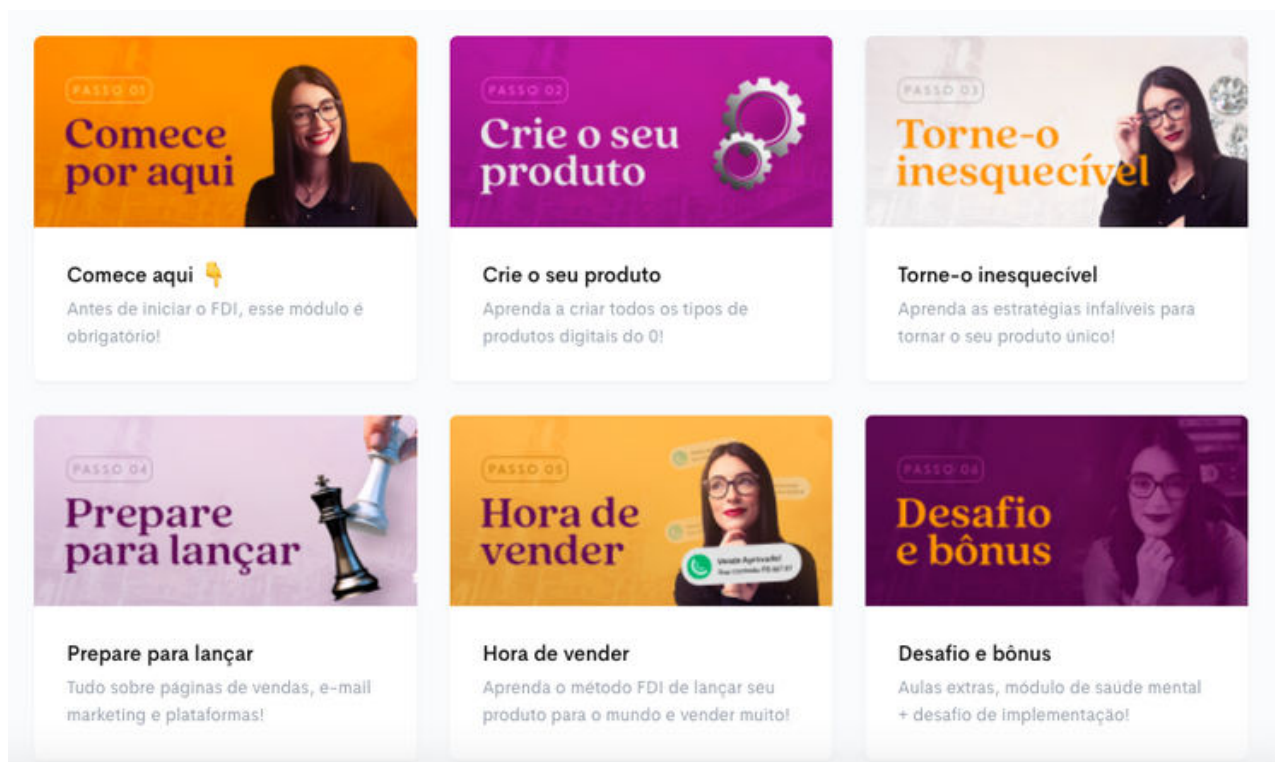 PASSO 01
Comece
por aqui
Comece aqui 👇
Antes de iniciar o FDI, esse módulo é
obrigatório!
PASSO 02
Crie o seu
produto
Crie o seu produto
Aprenda a criar todos os tipos de
produtos digitais do 0!
PASSO 03
Torne-o
inesquecível
Torne-o inesquecível
Aprenda as estratégias infalíveis para
tornar o seu produto único!
PASSO 04
Prepare
para lançar
Prepare para lançar
Tudo sobre páginas de vendas, e-mail
marketing e plataformas!
PASSO 05
Hora de
vender
Venda Aprovada!
Hora de vender
Aprenda o método FDI de lançar seu
produto para o mundo e vender muito!
PASSO 06
Desafio
e bônus
Desafio e bônus
Aulas extras, módulo de saúde mental
+ desafio de implementação!